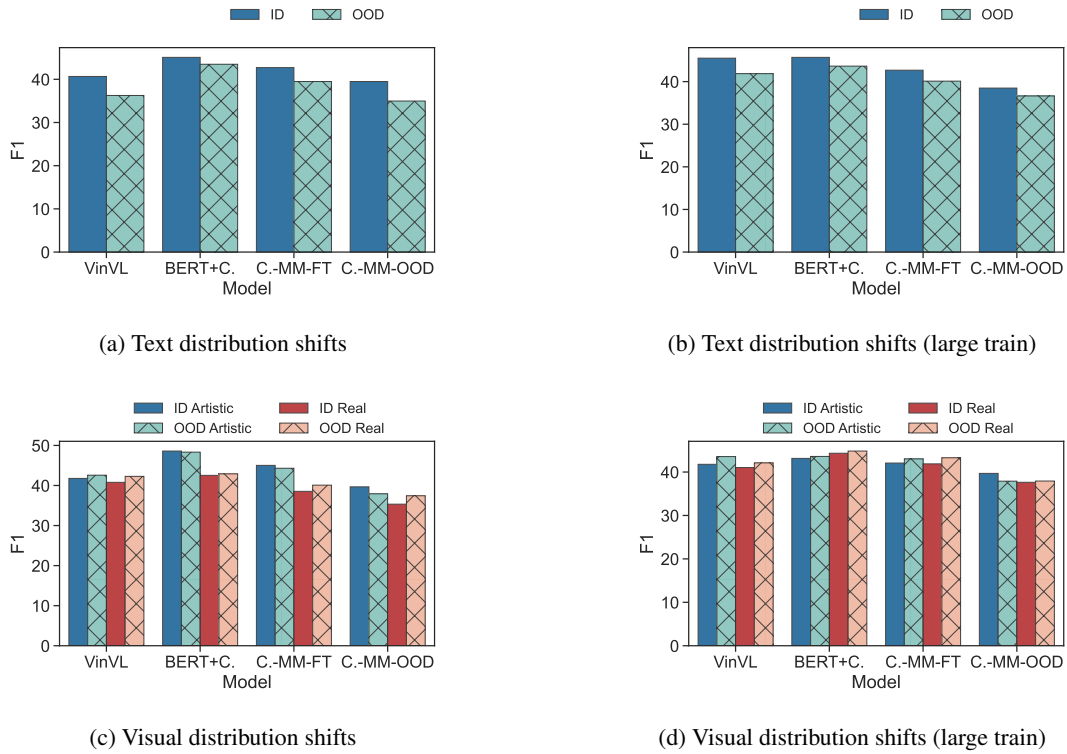 ID OOD
F1
40
30
20
10
0
VinVL BERT+C. C.-MM-FT C.-MM-OOD
Model
(a) Text distribution shifts
ID OOD
F1
40
30
20
10
0
VinVL BERT+C. C.-MM-FT C.-MM-OOD
Model
(b) Text distribution shifts (large train)
ID Artistic ID Real
OOD Artistic OOD Real
F1
50
40
30
20
10
0
VinVL BERT+C. C.-MM-FT C.-MM-OOD
Model
(c) Visual distribution shifts
ID Artistic ID Real
OOD Artistic OOD Real
F1
40
30
20
10
0
VinVL BERT+C. C.-MM-FT C.-MM-OOD
Model
(d) Visual distribution shifts (large train)